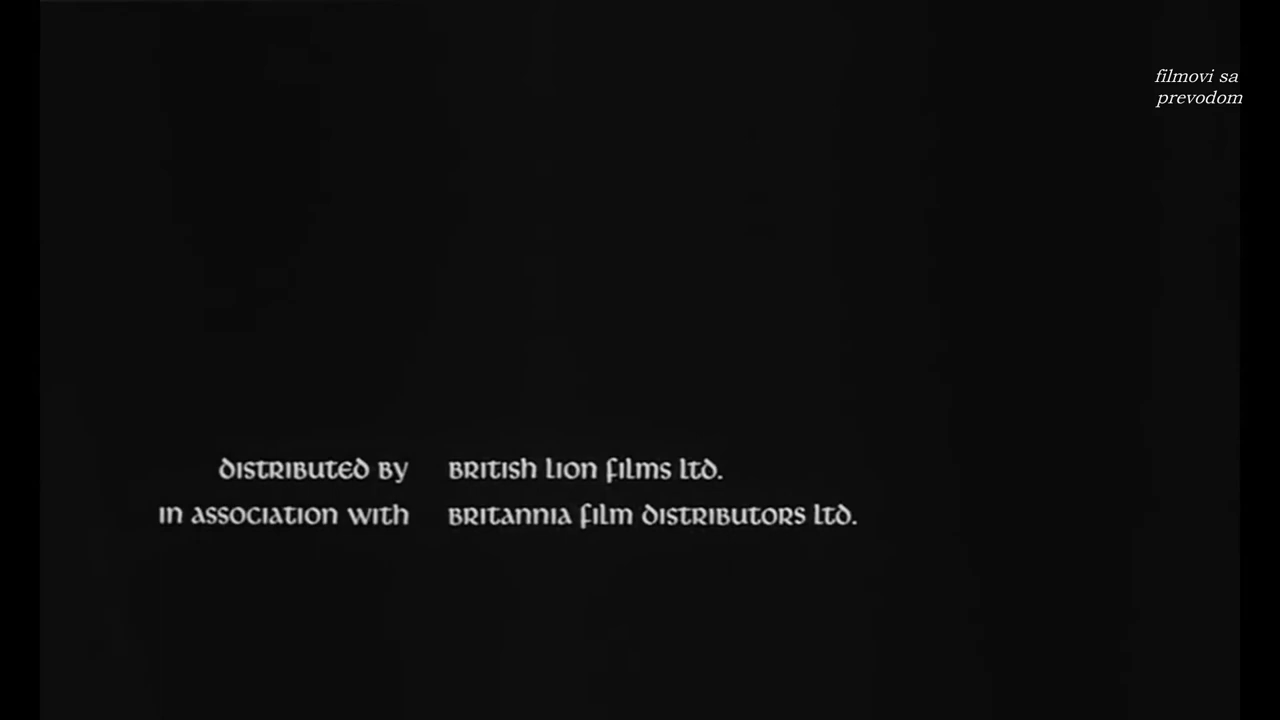 filmovi sa
prevodom
distributed by British Lion Films Ltd.
in association with Britannia Film Distributors Ltd.